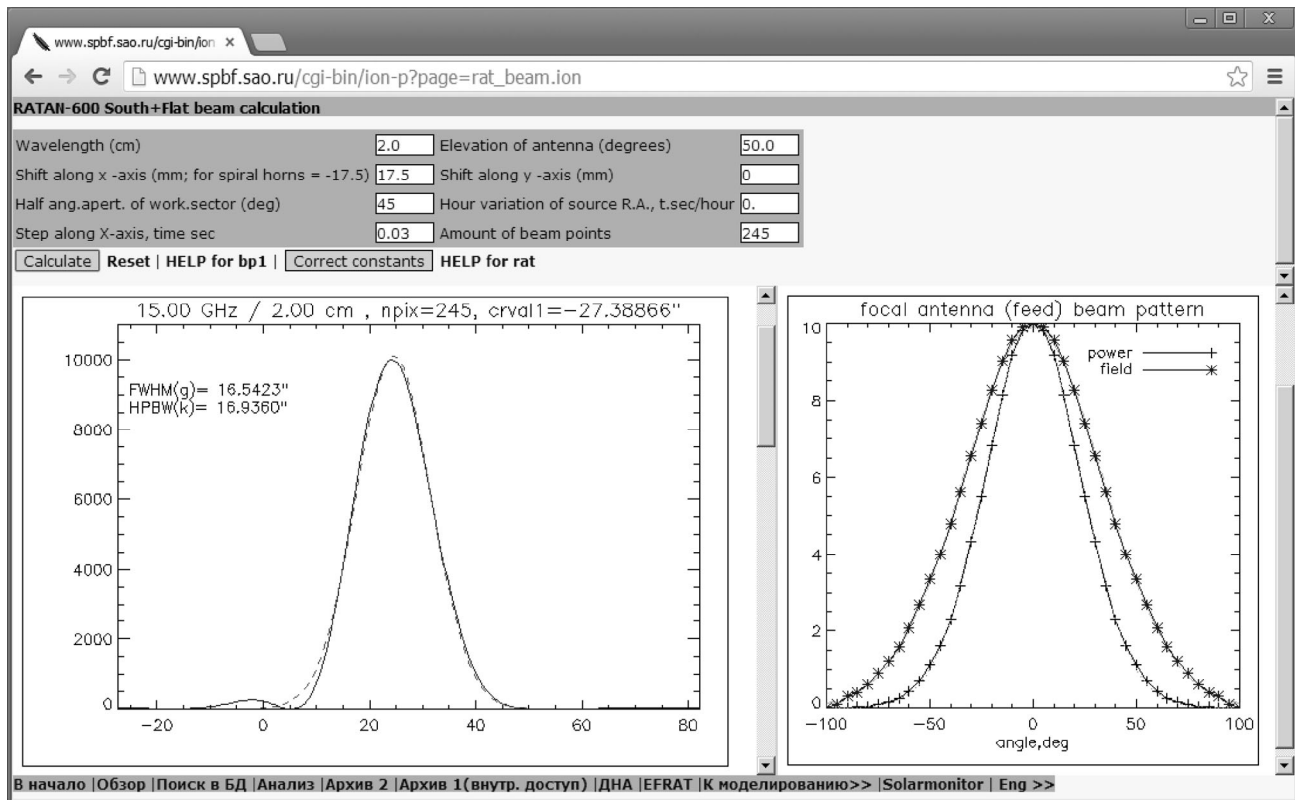 www.spbf.sao.ru/cgi-bin/ion
www.spbf.sao.ru/cgi-bin/ion-p?page=rat_beam.ion
RATAN-600 South+Flat beam calculation
Wavelength (cm) 2.0 Elevation of antenna (degrees) 50.0
Shift along x -axis (mm; for spiral horns = -17.5) 17.5 Shift along y -axis (mm) 0
Half ang.apert. of work.sector (deg) 45 Hour variation of source R.A., t.sec/hour 0.
Step along X-axis, time sec 0.03 Amount of beam points 245
Calculate Reset | HELP for bp1 | Correct constants HELP for rat
15.00 GHz / 2.00 cm , npix=245, crval1=-27.38866"
10000
FWHM(g)= 16.5423"
HPBW(k)= 16.9360"
8000
6000
4000
2000
0
-20 0 20 40 60 80
focal antenna (feed) beam pattern
10
power
field
8
6
4
2
0
-100 -50 0 50 100
angle,deg
В начало |Обзор |Поиск в БД |Анализ |Архив 2 |Архив 1(внутр. доступ) |ДНА |EFRAT |К моделированию>> |Solarmonitor | Eng >>